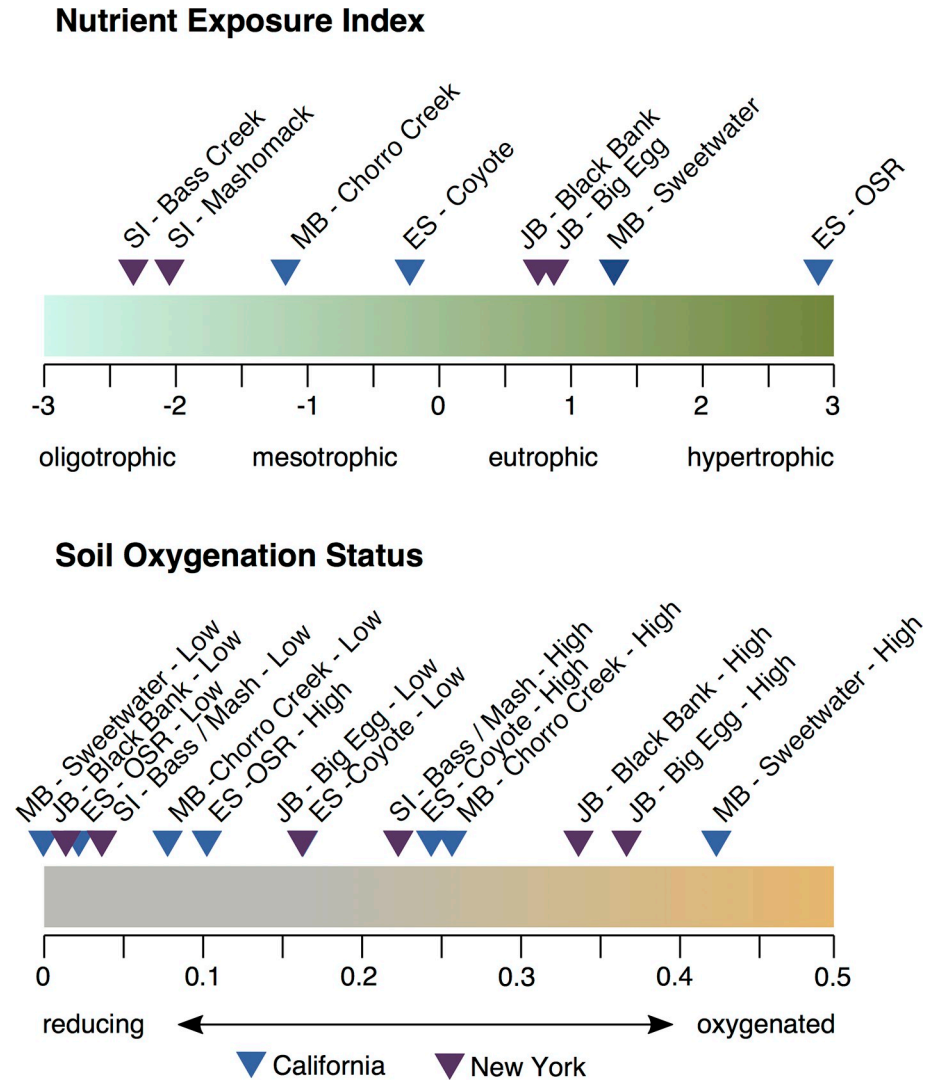 Nutrient Exposure Index
SI - Bass Creek
SI - Mashomack
MB - Chorro Creek
ES - Coyote
JB - Black Bank
JB - Big Egg
MB - Sweetwater
ES - OSR
-3 -2 -1 0 1 2 3
oligotrophic mesotrophic eutrophic hypertrophic
Soil Oxygenation Status
MB - Sweetwater - Low
JB - Black Bank - Low
ES - OSR - Low
SI - Bass / Mash - Low
MB -Chorro Creek - Low
ES -OSR - High
JB - Big Egg - Low
ES -Coyote - Low
SI - Bass / Mash - High
ES - Coyote - High
MB - Chorro Creek - High
JB - Black Bank - High
JB - Big Egg - High
MB - Sweetwater - High
0 0.1 0.2 0.3 0.4 0.5
reducing oxygenated
California New York